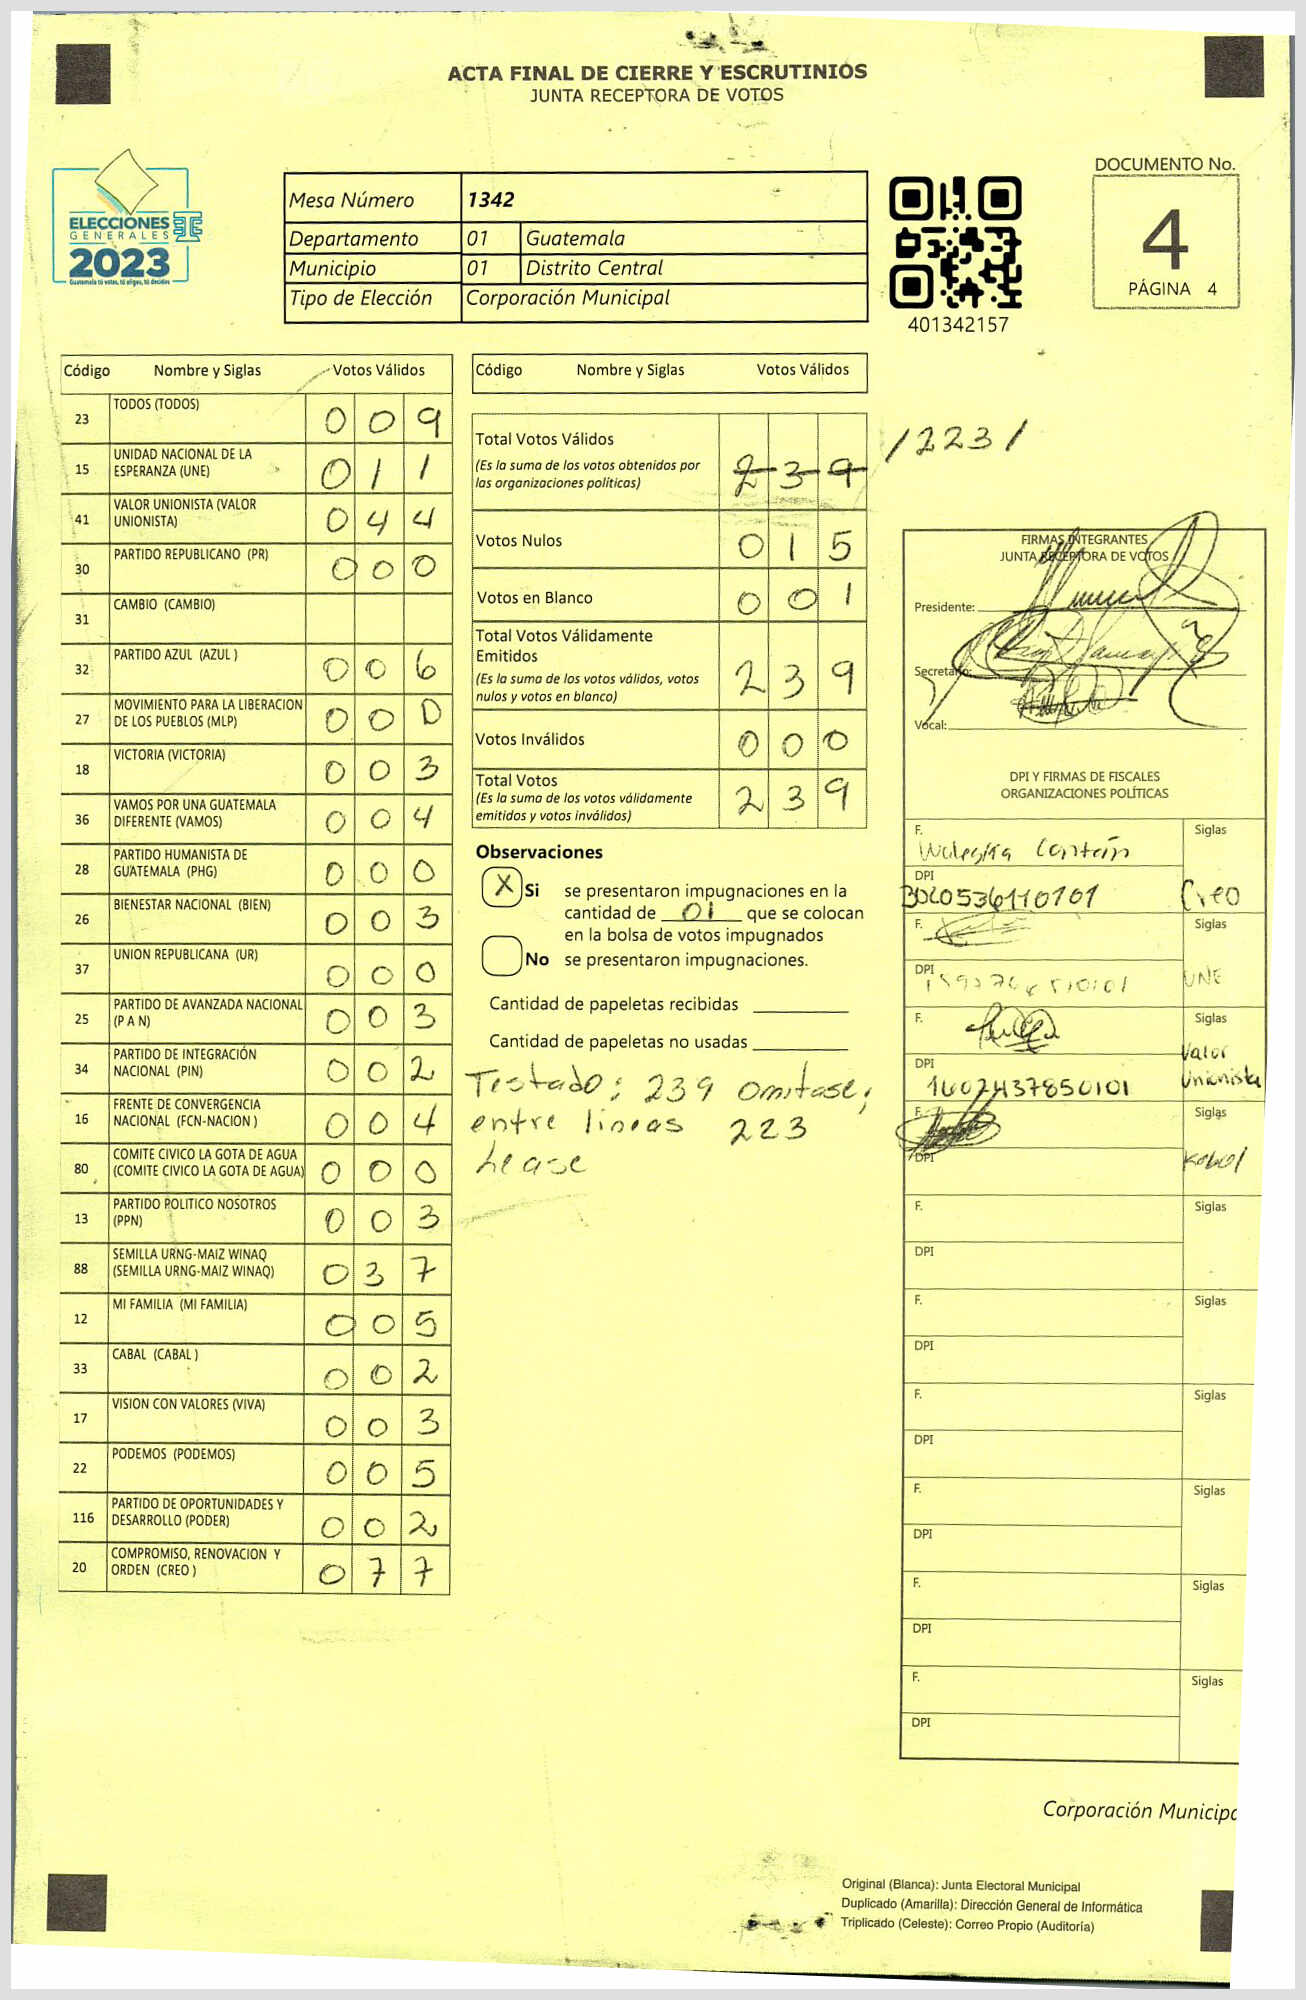 ACTA FINAL DE CIERRE Y ESCRUTINIOS
JUNTA RECEPTORA DE VOTOS
ELECCIONES
GENERALES
2023
Guatemala tú votas, tú eliges, tú decides
Mesa Número 1342
Departamento 01 Guatemala
Municipio 01 Distrito Central
Tipo de Elección Corporación Municipal
401342157
DOCUMENTO No.
4
PÁGINA 4
Código Nombre y Siglas Votos Válidos
23 TODOS (TODOS) 0 0 9
15 UNIDAD NACIONAL DE LA ESPERANZA (UNE) 0 1 1
41 VALOR UNIONISTA (VALOR UNIONISTA) 0 4 4
30 PARTIDO REPUBLICANO (PR) 0 0 0
31 CAMBIO (CAMBIO)
32 PARTIDO AZUL (AZUL ) 0 0 6
27 MOVIMIENTO PARA LA LIBERACION DE LOS PUEBLOS (MLP) 0 0 0
18 VICTORIA (VICTORIA) 0 0 3
36 VAMOS POR UNA GUATEMALA DIFERENTE (VAMOS) 0 0 4
28 PARTIDO HUMANISTA DE GUATEMALA (PHG) 0 0 0
26 BIENESTAR NACIONAL (BIEN) 0 0 3
37 UNION REPUBLICANA (UR) 0 0 0
25 PARTIDO DE AVANZADA NACIONAL (P A N) 0 0 3
34 PARTIDO DE INTEGRACIÓN NACIONAL (PIN) 0 0 2
16 FRENTE DE CONVERGENCIA NACIONAL (FCN-NACION ) 0 0 4
80 COMITE CIVICO LA GOTA DE AGUA (COMITE CIVICO LA GOTA DE AGUA) 0 0 0
13 PARTIDO POLITICO NOSOTROS (PPN) 0 0 3
88 SEMILLA URNG-MAIZ WINAQ (SEMILLA URNG-MAIZ WINAQ) 0 3 7
12 MI FAMILIA (MI FAMILIA) 0 0 5
33 CABAL (CABAL ) 0 0 2
17 VISION CON VALORES (VIVA) 0 0 3
22 PODEMOS (PODEMOS) 0 0 5
116 PARTIDO DE OPORTUNIDADES Y DESARROLLO (PODER) 0 0 2
20 COMPROMISO, RENOVACION Y ORDEN (CREO ) 0 7 7
Código Nombre y Siglas Votos Válidos
Total Votos Válidos
(Es la suma de los votos obtenidos por
las organizaciones políticas) 2 3 9 /223/
Votos Nulos 0 1 5
Votos en Blanco 0 0 1
Total Votos Válidamente
Emitidos
(Es la suma de los votos válidos, votos
nulos y votos en blanco) 2 3 9
Votos Inválidos 0 0 0
Total Votos
(Es la suma de los votos válidamente
emitidos y votos inválidos) 2 3 9
Observaciones
X Si se presentaron impugnaciones en la
cantidad de 01 que se colocan
en la bolsa de votos impugnados
No se presentaron impugnaciones.
Cantidad de papeletas recibidas
Cantidad de papeletas no usadas
Testado: 239 omitase;
entre lineas 223
Lease
FIRMAS INTEGRANTES
JUNTA RECEPTORA DE VOTOS
Presidente:
Secretario:
Vocal:
DPI Y FIRMAS DE FISCALES
ORGANIZACIONES POLÍTICAS
F. Siglas
DPI Creo
F. Siglas
DPI UNE
F. Siglas
Valor
DPI 1602437850101 Unionista
F. Siglas
DPI
F. Siglas
DPI
F. Siglas
DPI
F. Siglas
DPI
F. Siglas
DPI
F. Siglas
DPI
F. Siglas
DPI
Corporación Municipa
Original (Blanca): Junta Electoral Municipal
Duplicado (Amarilla): Dirección General de Informática
Triplicado (Celeste): Correo Propio (Auditoría)